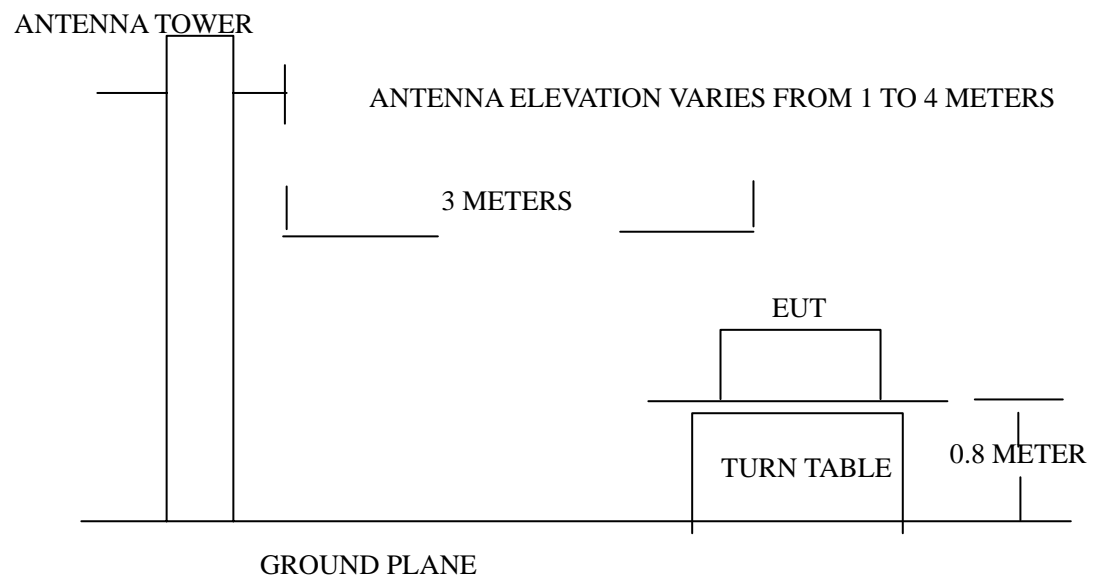 ANTENNA TOWER
ANTENNA ELEVATION VARIES FROM 1 TO 4 METERS
3 METERS
EUT
0.8 METER
TURN TABLE
GROUND PLANE